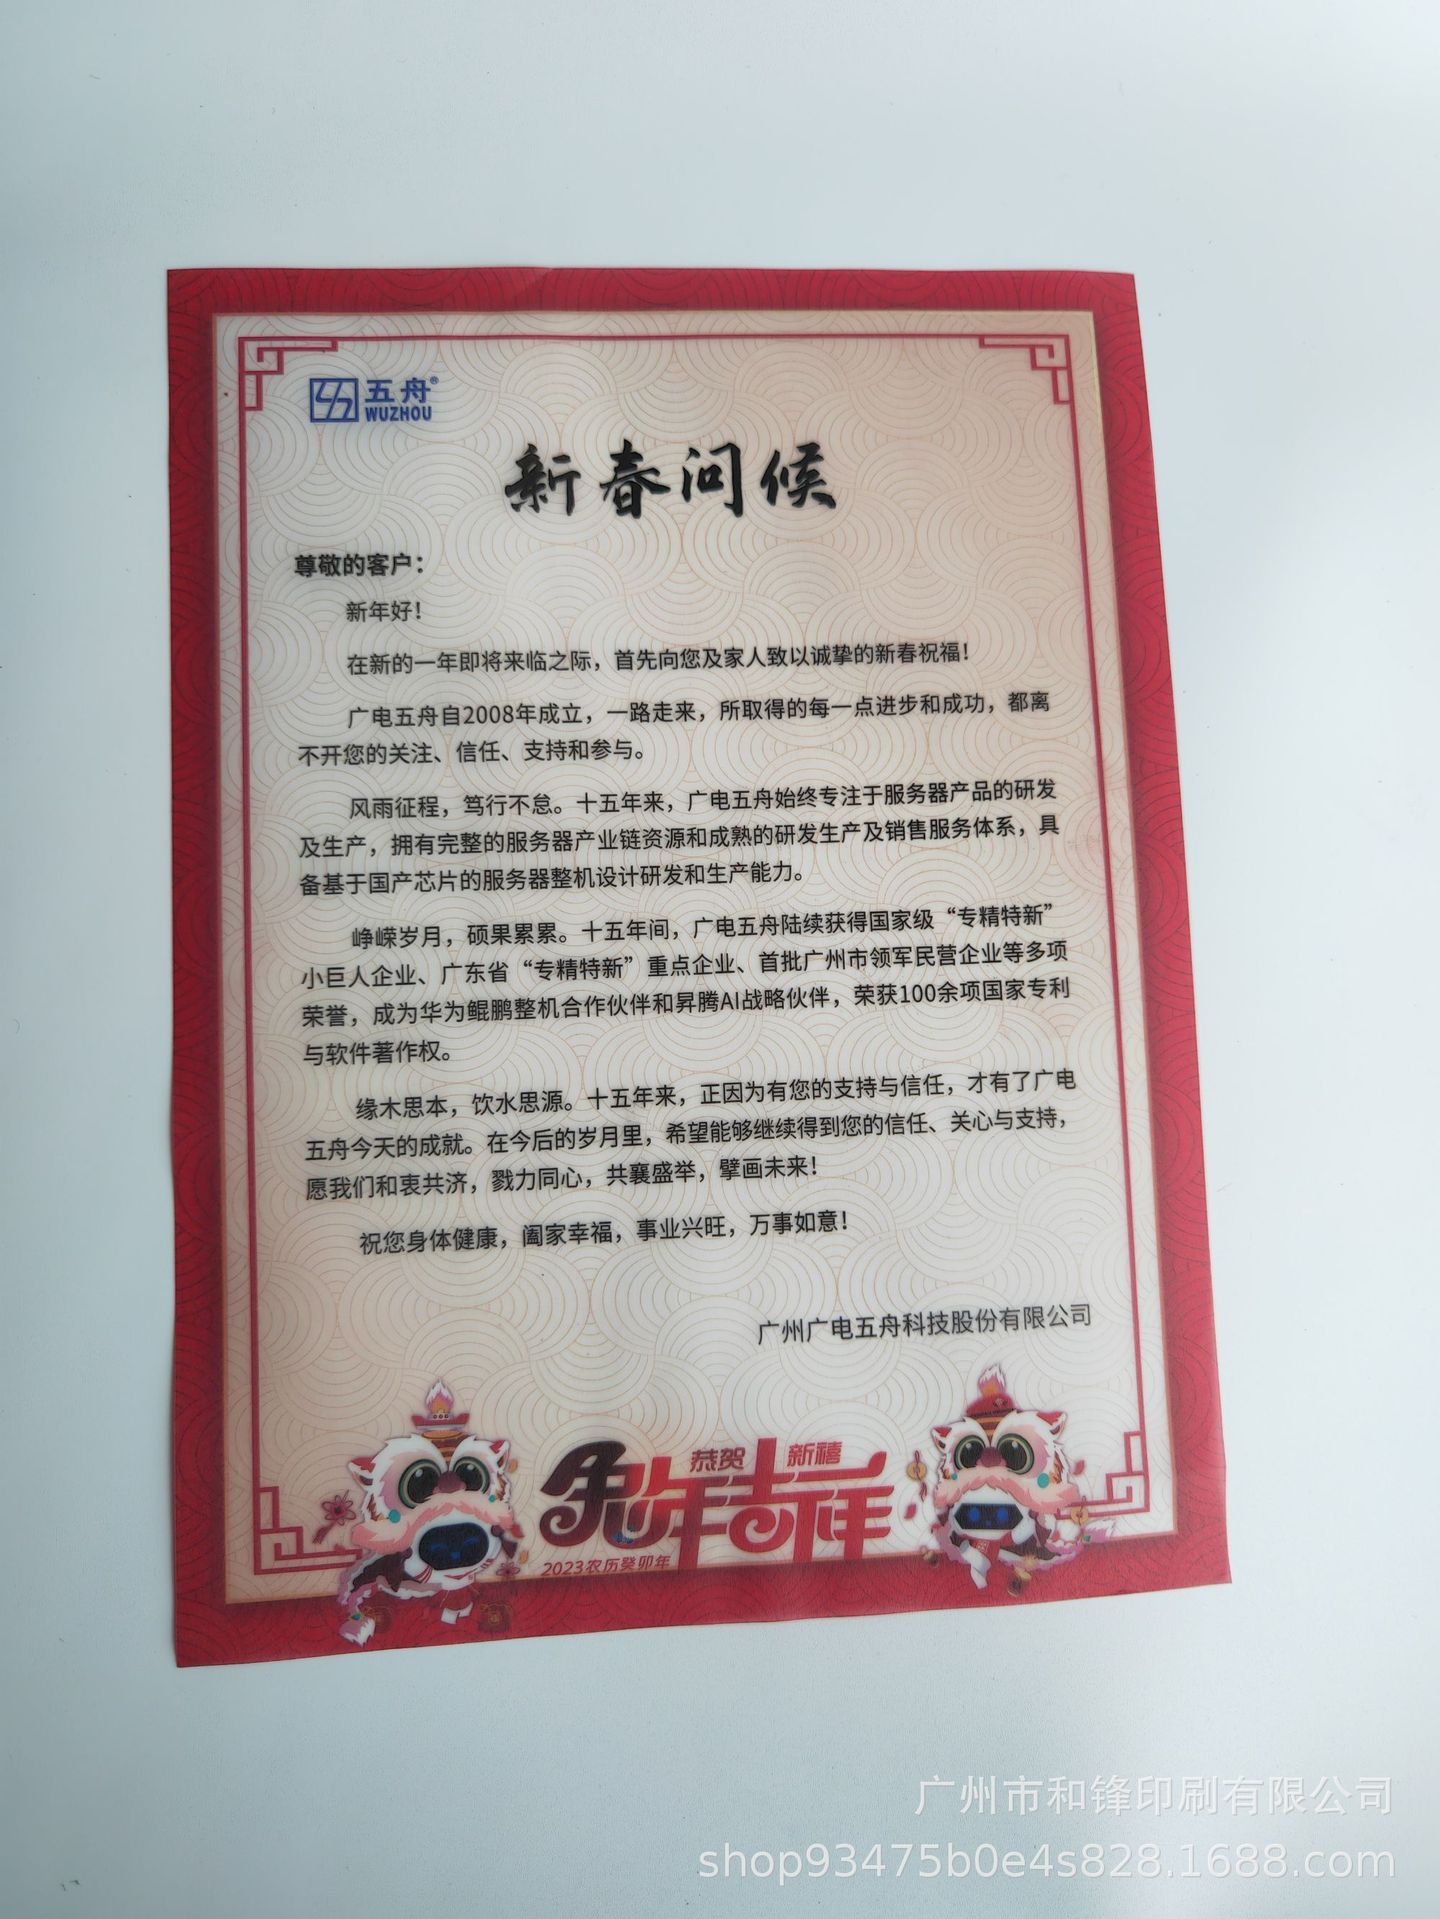 五舟®
WUZHOU
新春问候
尊敬的客户：
新年好！
在新的一年即将来临之际，首先向您及家人致以诚挚的新春祝福！
广电五舟自2008年成立，一路走来，所取得的每一点进步和成功，都离
不开您的关注、信任、支持和参与。
风雨征程，笃行不怠。十五年来，广电五舟始终专注于服务器产品的研发
及生产，拥有完整的服务器产业链资源和成熟的研发生产及销售服务体系，具
备基于国产芯片的服务器整机设计研发和生产能力。
峥嵘岁月，硕果累累。十五年间，广电五舟陆续获得国家级“专精特新”
小巨人企业、广东省“专精特新”重点企业、首批广州市领军民营企业等多项
荣誉，成为华为鲲鹏整机合作伙伴和昇腾AI战略伙伴，荣获100余项国家专利
与软件著作权。
缘木思本，饮水思源。十五年来，正因为有您的支持与信任，才有了广电
五舟今天的成就。在今后的岁月里，希望能够继续得到您的信任、关心与支持，
愿我们和衷共济，戮力同心，共襄盛举，擘画未来！
祝您身体健康，阖家幸福，事业兴旺，万事如意！
广州广电五舟科技股份有限公司
恭贺 新禧
兔年吉祥
2023农历癸卯年
广州市和锋印刷有限公司
shop93475b0e4s828.1688.com